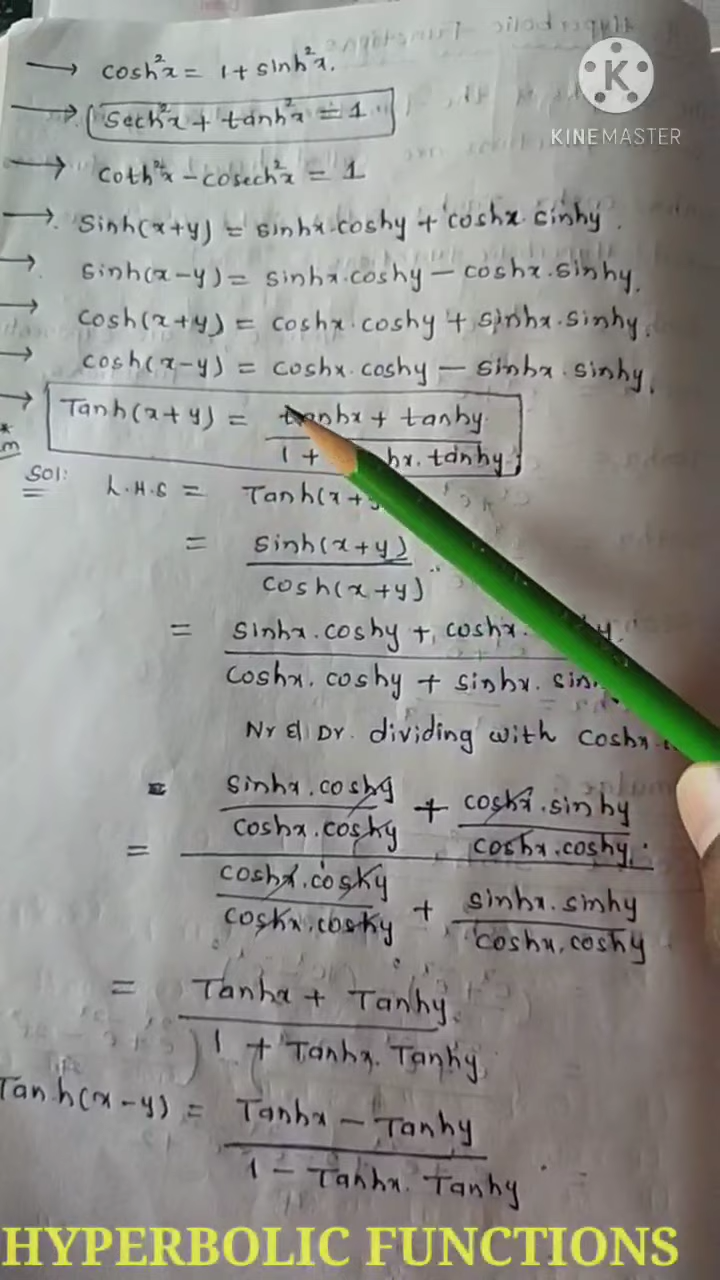 K
KINEMASTER
→ cosh²x = 1 + sinh²x.
→ Sech²x + tanh²x = 1
→ coth²x - cosech²x = 1
→ Sinh(x+y) = sinhx.coshy + coshx.sinhy.
→ sinh(x-y) = sinhx.coshy - coshx.sinhy.
→ cosh(x+y) = coshx.coshy + sinhx.sinhy.
→ cosh(x-y) = coshx.coshy - sinhx.sinhy.
→ Tanh(x+y) = tanhx + tanhy
* m
1 + hx.tanhy
Sol: L.H.S = Tanh(x+y
= sinh(x+y)
cosh(x+y)
= sinhx.coshy + coshx. y.
coshx.coshy + sinhx.sin
Nr & Dr. dividing with coshx.
= sinhx.coshy + coshx.sinhy
coshx.coshy coshx.coshy.
= coshx.coshy + sinhx.sinhy
coshx.coshy coshx.coshy
= Tanhx + Tanhy.
1 + Tanhx.Tanhy
Tanh(x-y) = Tanhx - Tanhy
1 - Tanhx.Tanhy
HYPERBOLIC FUNCTIONS